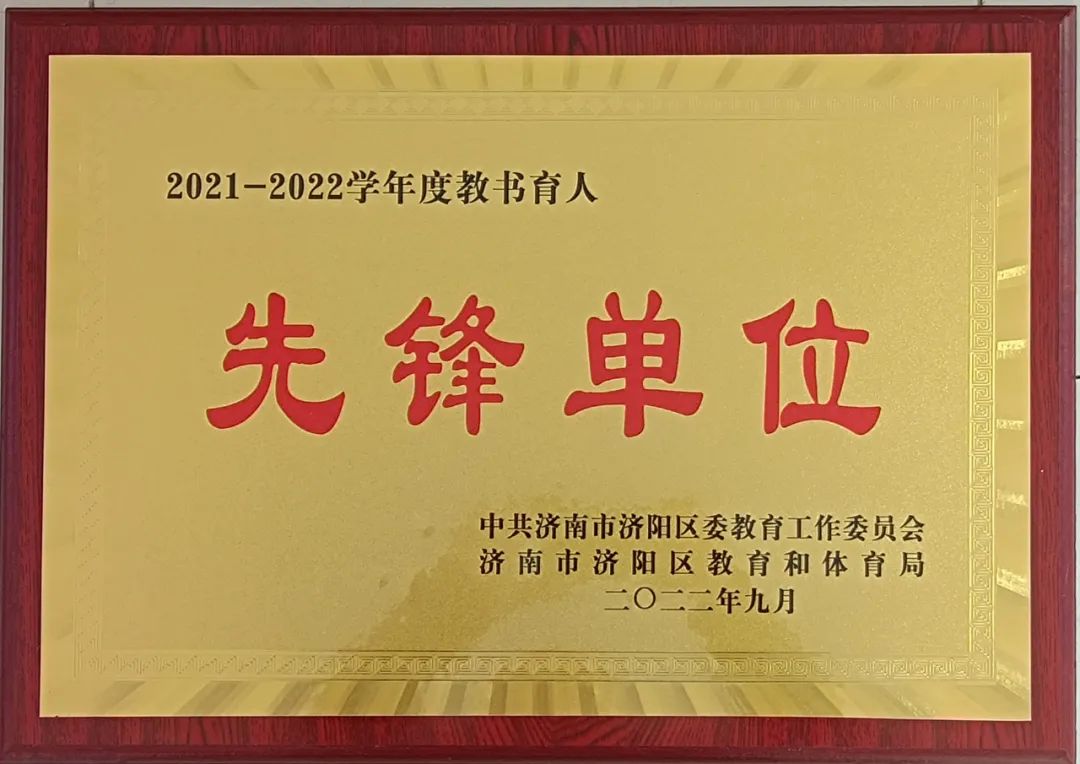 2021-2022学年度教书育人
先锋单位
中共济南市济阳区委教育工作委员会
济南市济阳区教育和体育局
二〇二二年九月